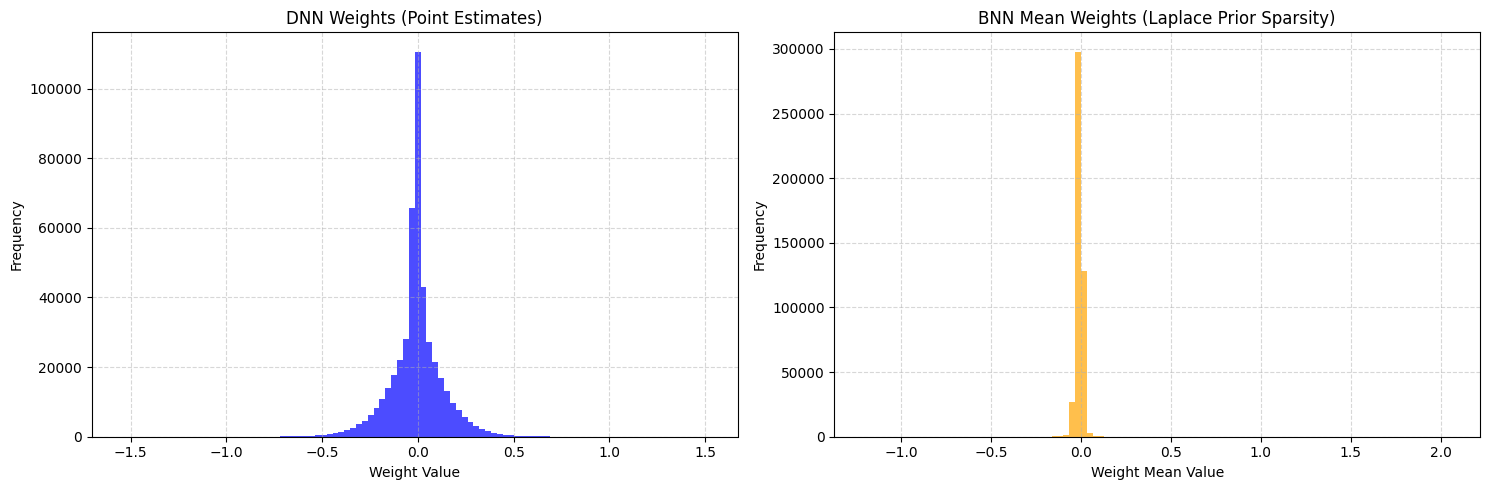 DNN Weights (Point Estimates)
Frequency
100000
80000
60000
40000
20000
0
−1.5 −1.0 −0.5 0.0 0.5 1.0 1.5
Weight Value
BNN Mean Weights (Laplace Prior Sparsity)
Frequency
300000
250000
200000
150000
100000
50000
0
−1.0 −0.5 0.0 0.5 1.0 1.5 2.0
Weight Mean Value